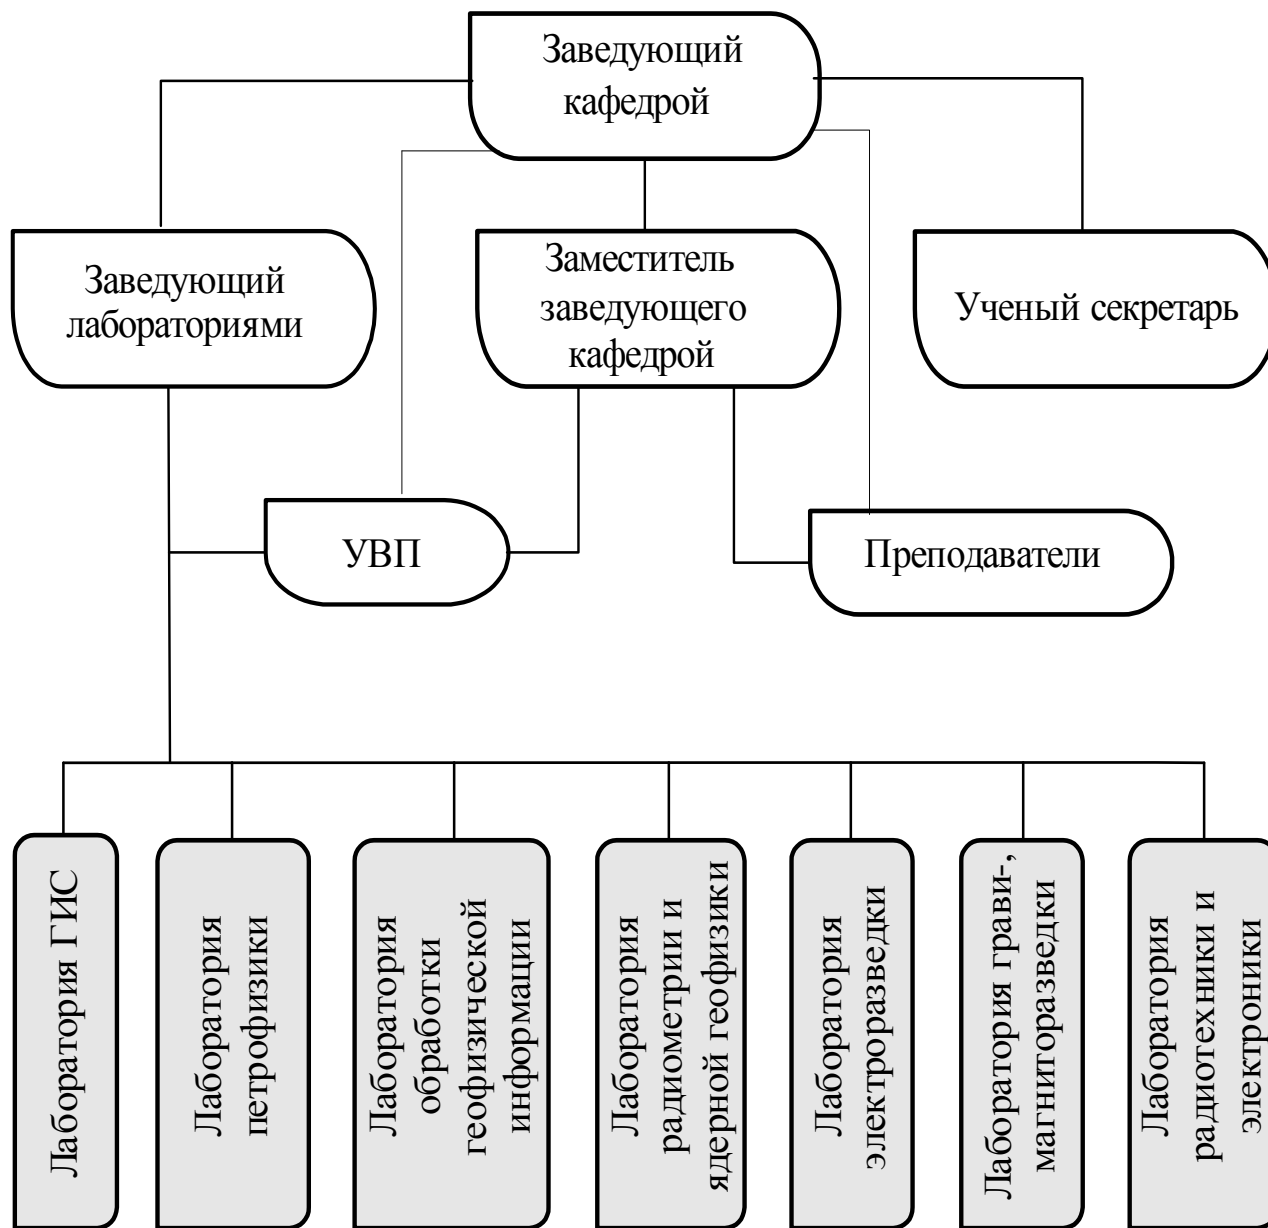 Заведующий
кафедрой
Заведующий
лабораториями
Заместитель
заведующего
кафедрой
Ученый секретарь
УВП
Преподаватели
Лаборатория ГИС
Лаборатория
петрофизики
Лаборатория
обработки
геофизической
информации
Лаборатория
радиометрии и
ядерной геофизики
Лаборатория
электроразведки
Лаборатория грави-,
магниторазведки
Лаборатория
радиотехники и
электроники